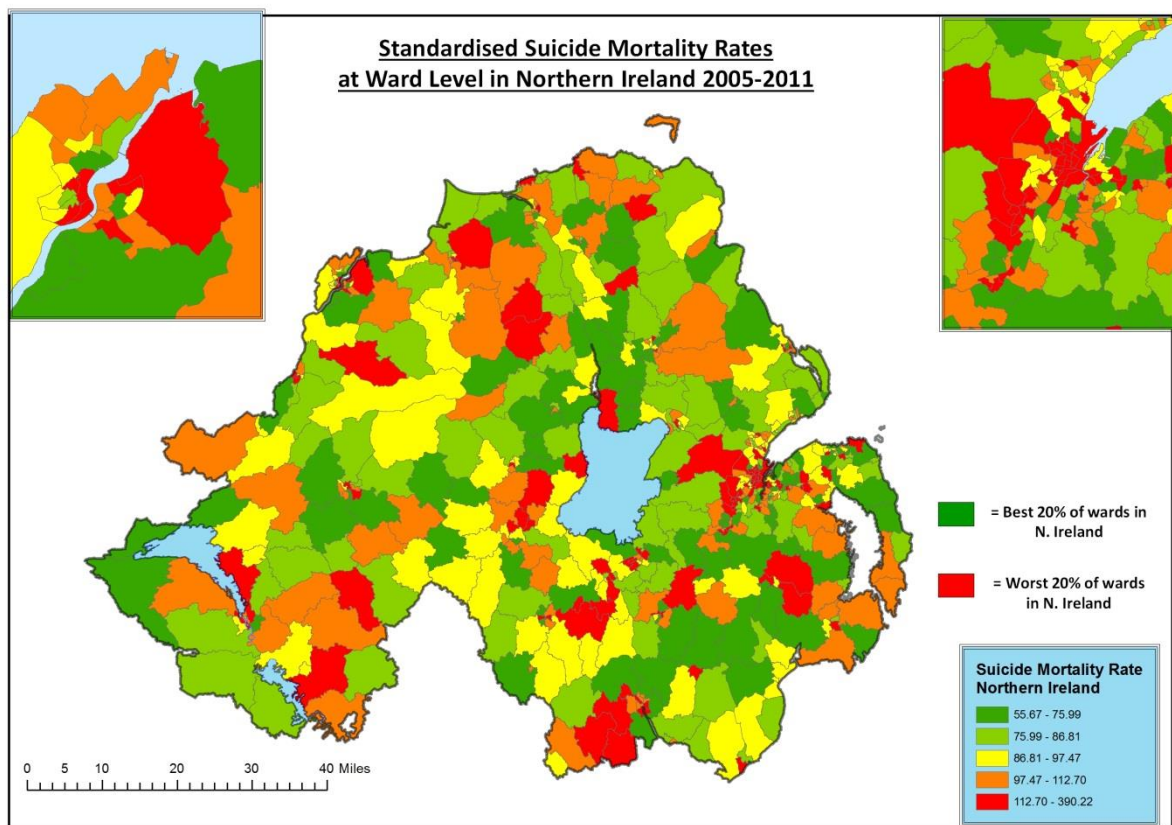 Standardised Suicide Mortality Rates
at Ward Level in Northern Ireland 2005-2011
= Best 20% of wards in
N. Ireland
= Worst 20% of wards
in N. Ireland
Suicide Mortality Rate
Northern Ireland
55.67 - 75.99
75.99 - 86.81
86.81 - 97.47
97.47 - 112.70
112.70 - 390.22
0 5 10 20 30 40 Miles